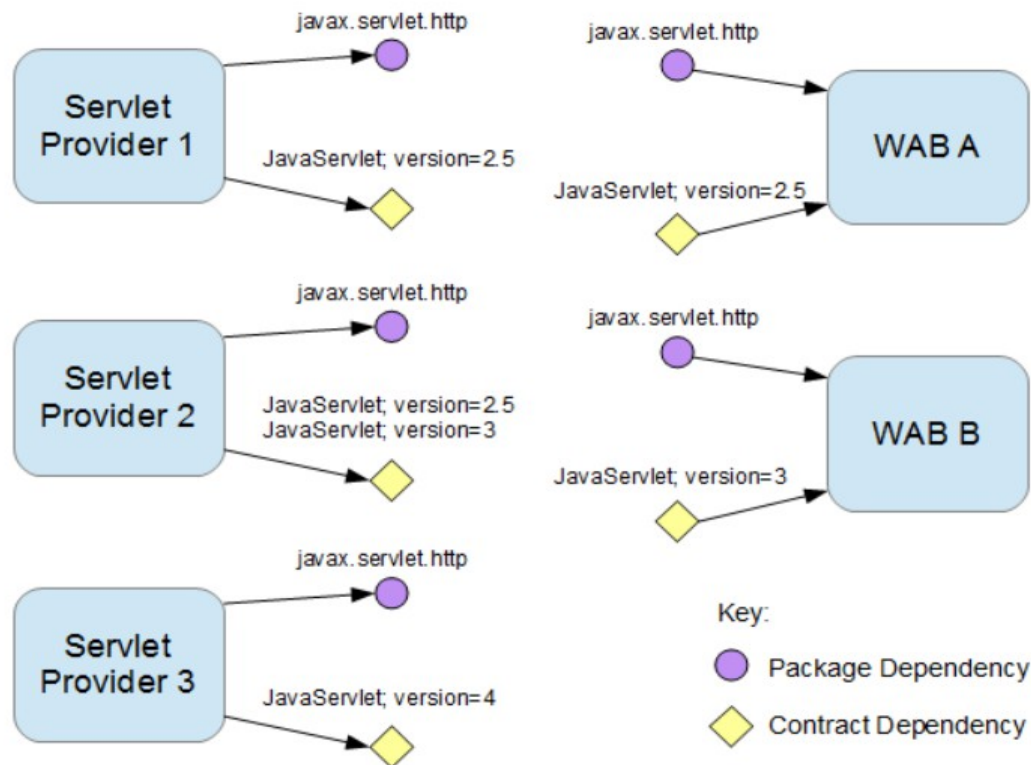 javax.servlet.http
Servlet
Provider 1
JavaServlet; version=2.5
javax.servlet.http
Servlet
Provider 2
JavaServlet; version=2.5
JavaServlet; version=3
javax.servlet.http
Servlet
Provider 3
JavaServlet; version=4
javax.servlet.http
WAB A
JavaServlet; version=2.5
javax.servlet.http
WAB B
JavaServlet; version=3
Key:
Package Dependency
Contract Dependency